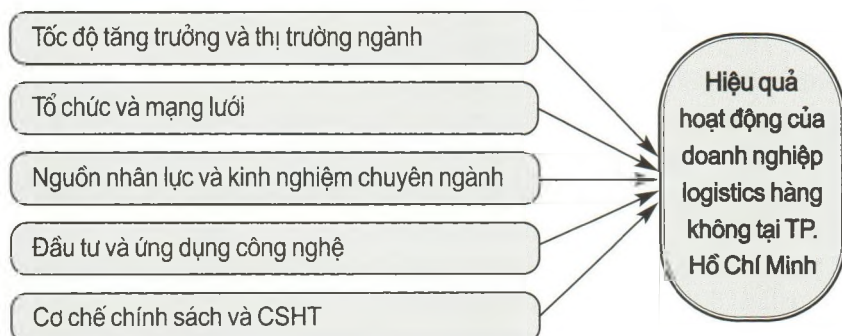 Tốc độ tăng trưởng và thị trường ngành
Tổ chức và mạng lưới
Nguồn nhân lực và kinh nghiệm chuyên ngành
Đầu tư và ứng dụng công nghệ
Cơ chế chính sách và CSHT
Hiệu quả
hoạt động của
doanh nghiệp
logistics hàng
không tại TP.
Hồ Chí Minh